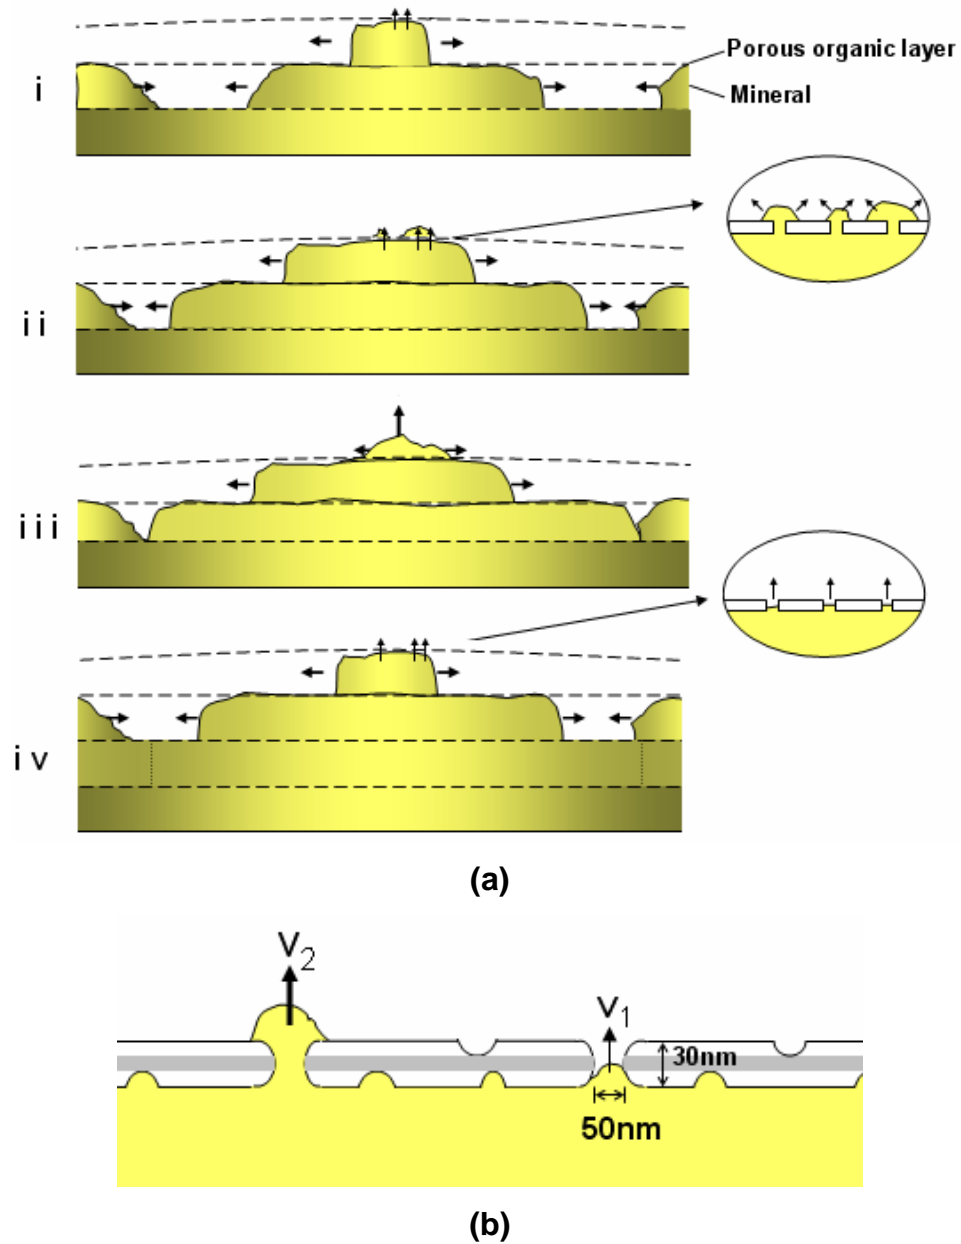 Porous organic layer
i
Mineral
ii
iii
iv
(a)
V2
V1
30nm
50nm
(b)